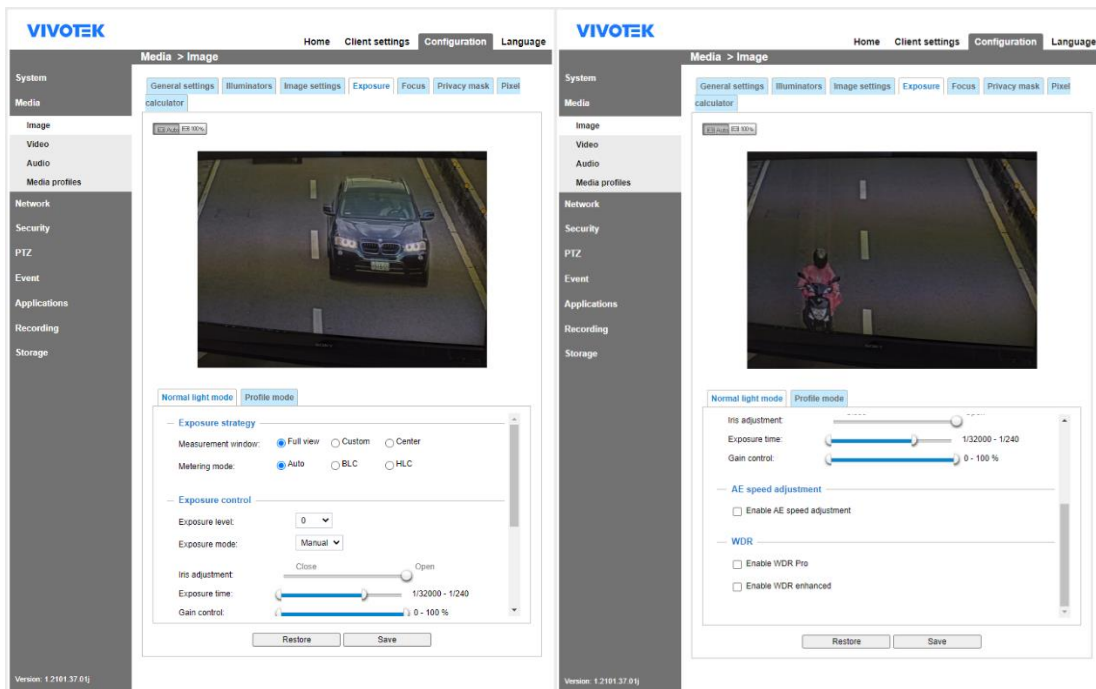 VIVOTEK
Home Client settings Configuration Language
Media > Image
System
Media
Image
Video
Audio
Media profiles
Network
Security
PTZ
Event
Applications
Recording
Storage
Version: 1.2101.37.01j
General settings Illuminators Image settings Exposure Focus Privacy mask Pixel
calculator
Auto 100%
Normal light mode Profile mode
Exposure strategy
Measurement window: Full view Custom Center
Metering mode: Auto BLC HLC
Exposure control
Exposure level: 0
Exposure mode: Manual
Close Open
Iris adjustment:
Exposure time: 1/32000 - 1/240
Gain control: 0 - 100 %
Restore Save
VIVOTEK
Home Client settings Configuration Language
Media > Image
System
Media
Image
Video
Audio
Media profiles
Network
Security
PTZ
Event
Applications
Recording
Storage
Version: 1.2101.37.01j
General settings Illuminators Image settings Exposure Focus Privacy mask Pixel
calculator
Auto 100%
Normal light mode Profile mode
Iris adjustment:
Exposure time: 1/32000 - 1/240
Gain control: 0 - 100 %
AE speed adjustment
Enable AE speed adjustment
WDR
Enable WDR Pro
Enable WDR enhanced
Restore Save